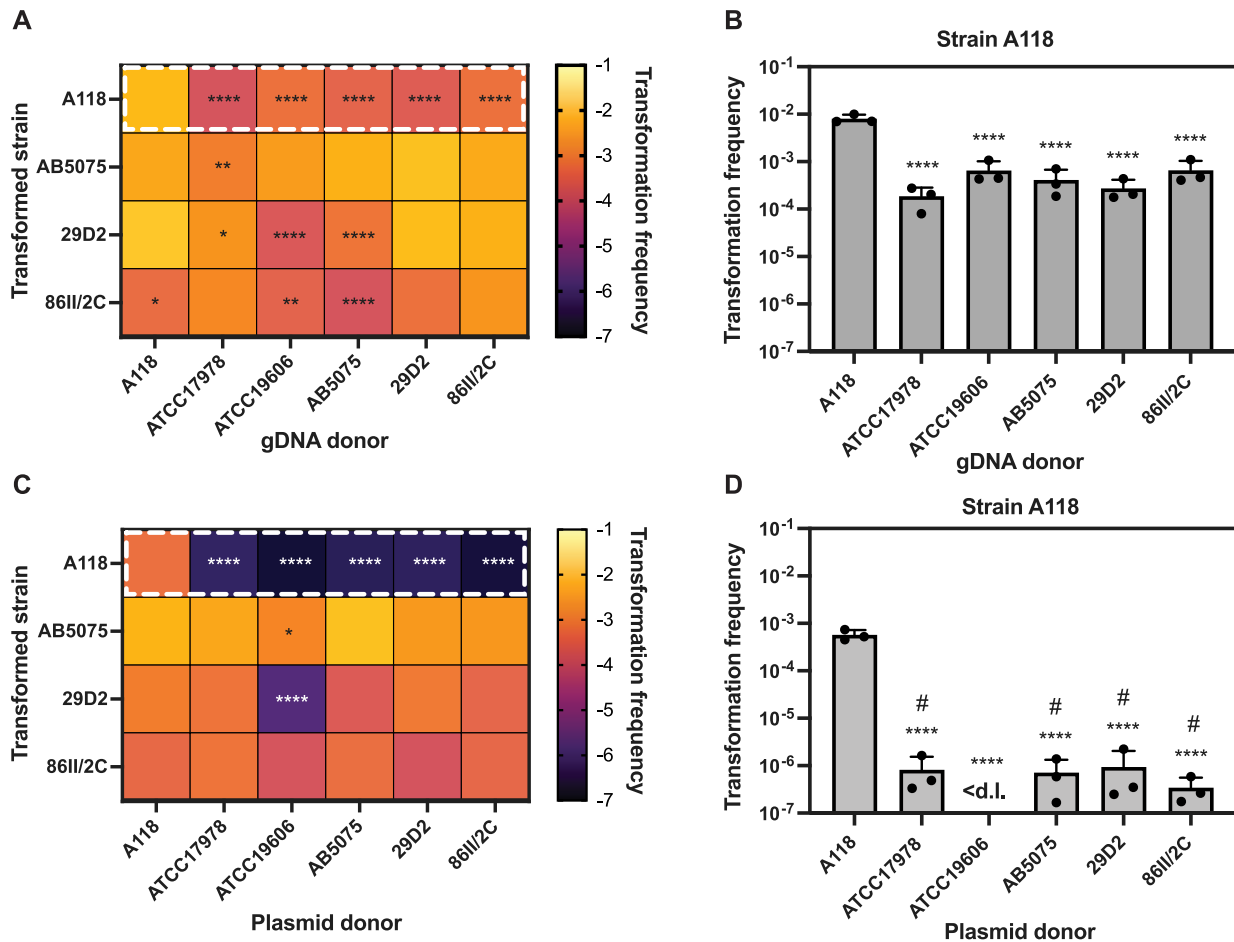 A
Transformed strain
A118
AB5075
29D2
86II/2C
**** **** **** **** ****
**
* **** ****
* ** ****
A118
ATCC17978
ATCC19606
AB5075
29D2
86II/2C
gDNA donor
-1
-2
-3
-4
-5
-6
-7
Transformation frequency
B
Strain A118
Transformation frequency
10-1
10-2
10-3
10-4
10-5
10-6
10-7
**** **** **** **** ****
A118
ATCC17978
ATCC19606
AB5075
29D2
86II/2C
gDNA donor
C
Transformed strain
A118
AB5075
29D2
86II/2C
**** **** **** **** ****
*
****
A118
ATCC17978
ATCC19606
AB5075
29D2
86II/2C
Plasmid donor
-1
-2
-3
-4
-5
-6
-7
Transformation frequency
D
Strain A118
Transformation frequency
10-1
10-2
10-3
10-4
10-5
10-6
10-7
# # # #
**** **** **** **** ****
<d.l.
A118
ATCC17978
ATCC19606
AB5075
29D2
86II/2C
Plasmid donor